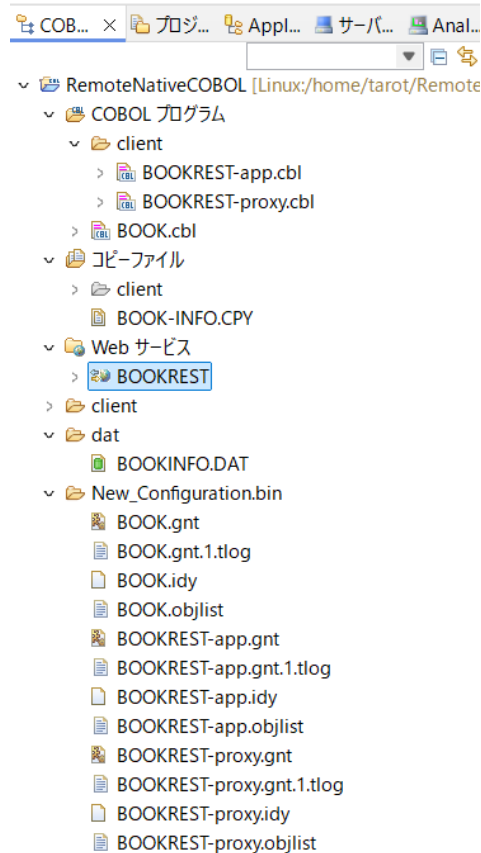 COB... プロジ... Appl... サーバ... Anal...
RemoteNativeCOBOL [Linux:/home/tarot/Remote
COBOL プログラム
client
BOOKREST-app.cbl
BOOKREST-proxy.cbl
BOOK.cbl
コピーファイル
client
BOOK-INFO.CPY
Web サービス
BOOKREST
client
dat
BOOKINFO.DAT
New_Configuration.bin
BOOK.gnt
BOOK.gnt.1.tlog
BOOK.idy
BOOK.objlist
BOOKREST-app.gnt
BOOKREST-app.gnt.1.tlog
BOOKREST-app.idy
BOOKREST-app.objlist
BOOKREST-proxy.gnt
BOOKREST-proxy.gnt.1.tlog
BOOKREST-proxy.idy
BOOKREST-proxy.objlist